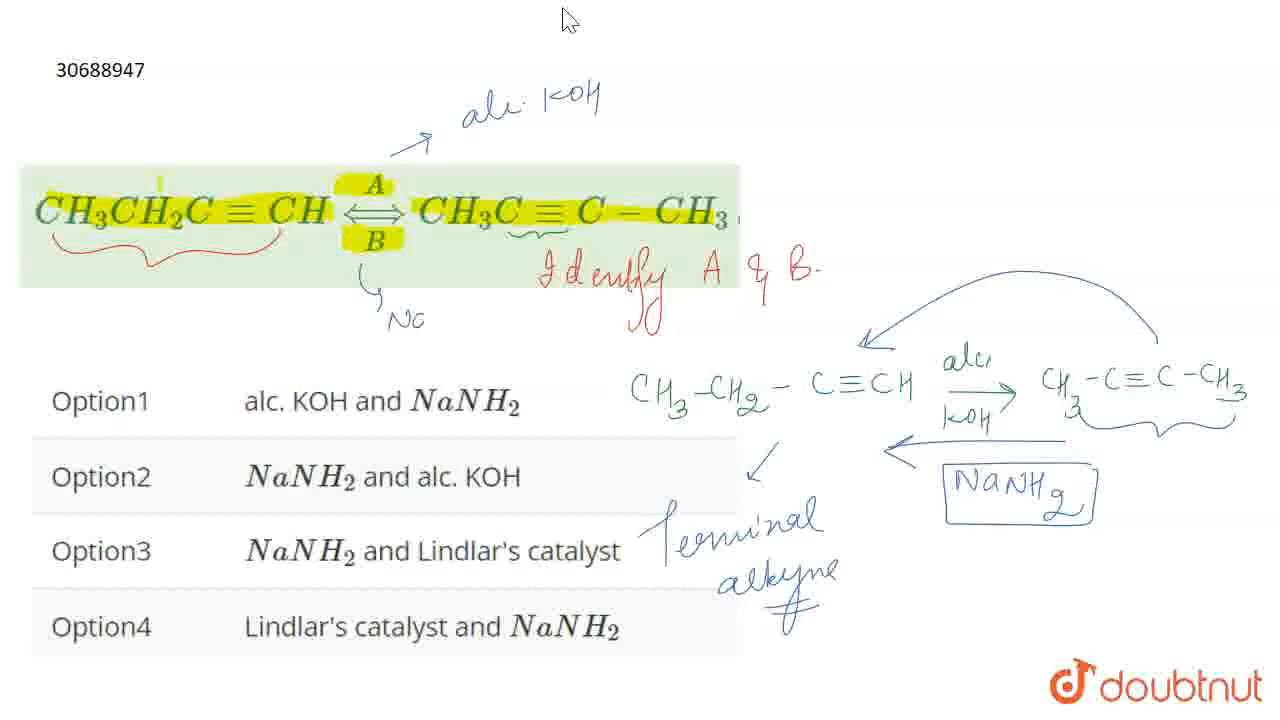 30688947
alc. KOH
A
CH₃CH₂C ≡ CH ⟺ CH₃C ≡ C − CH₃.
B
Identify A & B.
Na
CH₃-CH₂-C≡CH alc. KOH → CH₃-C≡C-CH₃
NaNH₂
Terminal
alkyne
Option1 alc. KOH and NaNH₂
Option2 NaNH₂ and alc. KOH
Option3 NaNH₂ and Lindlar's catalyst
Option4 Lindlar's catalyst and NaNH₂
doubtnut